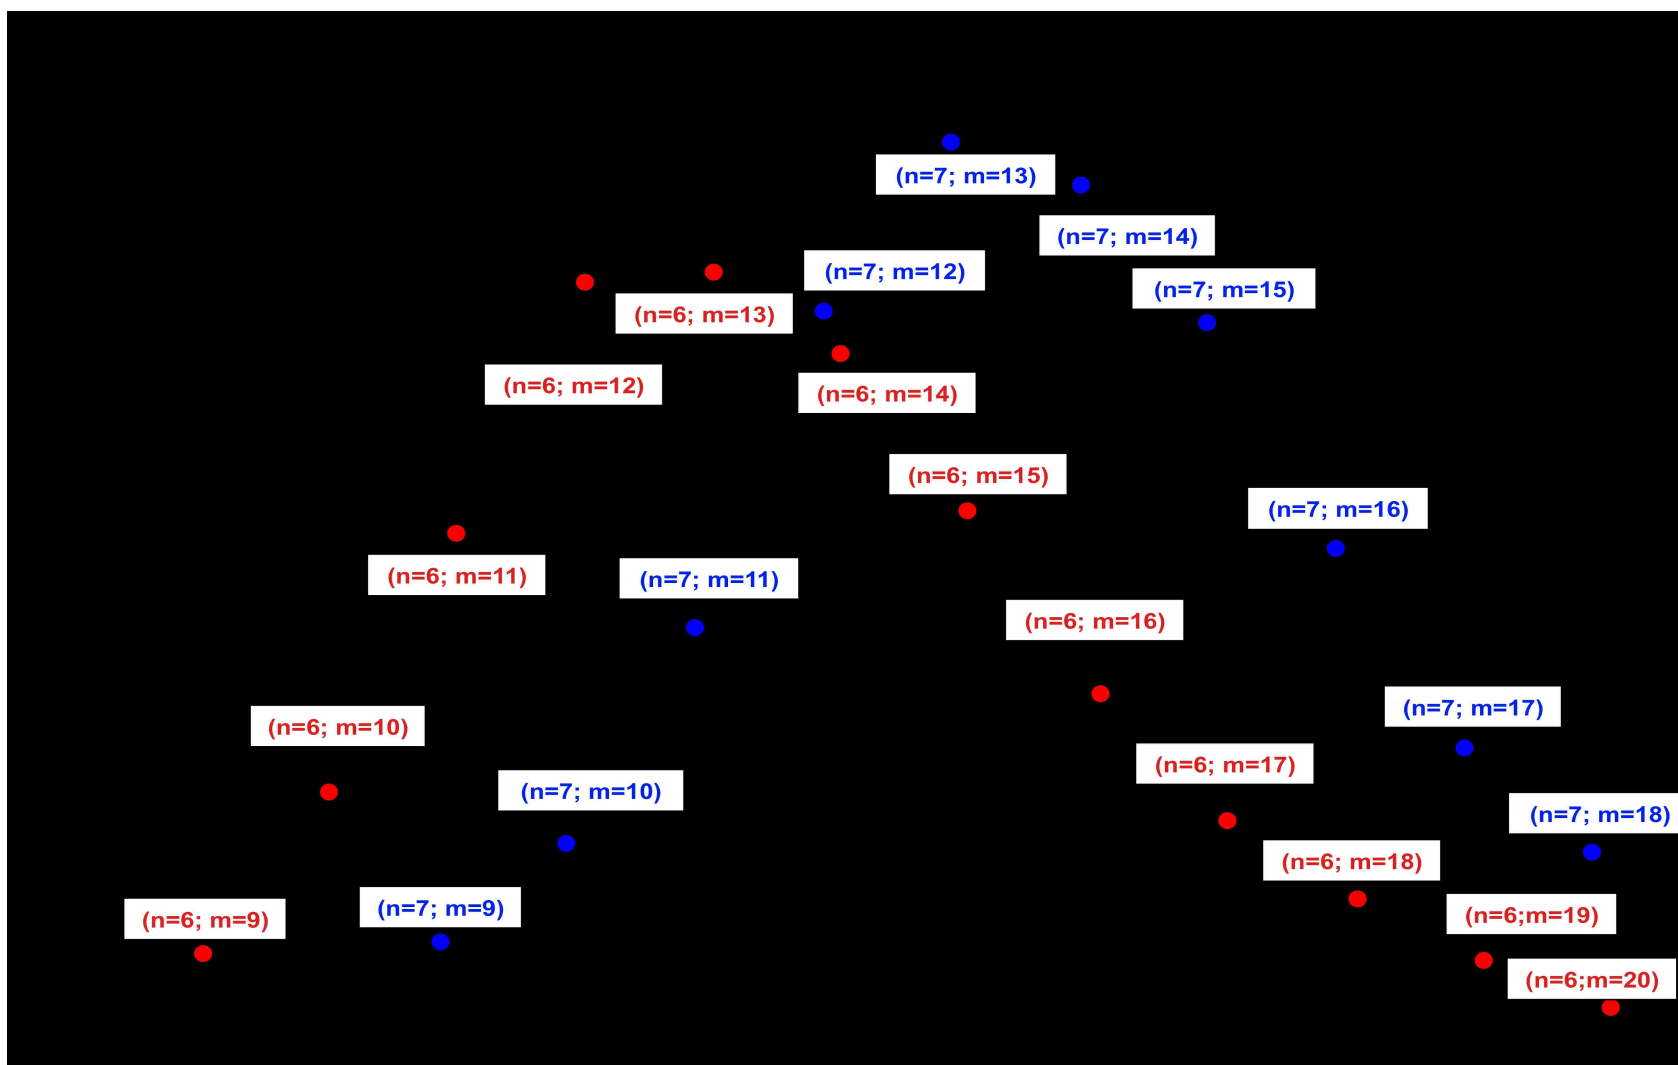 (n=7; m=13)
(n=7; m=14)
(n=7; m=12)
(n=7; m=15)
(n=6; m=13)
(n=6; m=12)
(n=6; m=14)
(n=6; m=15)
(n=7; m=16)
(n=6; m=11)
(n=7; m=11)
(n=6; m=16)
(n=7; m=17)
(n=6; m=10)
(n=6; m=17)
(n=7; m=10)
(n=7; m=18)
(n=6; m=18)
(n=7; m=9)
(n=6;m=19)
(n=6; m=9)
(n=6;m=20)